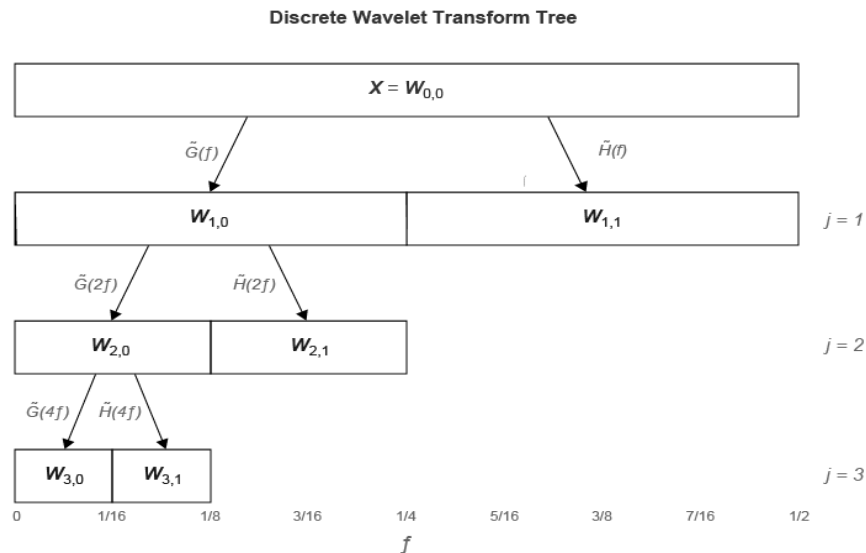 Discrete Wavelet Transform Tree
X = W0,0
G̃(f) H̃(f)
W1,0 W1,1 j = 1
G̃(2f) H̃(2f)
W2,0 W2,1 j = 2
G̃(4f) H̃(4f)
W3,0 W3,1 j = 3
0 1/16 1/8 3/16 1/4 5/16 3/8 7/16 1/2
f